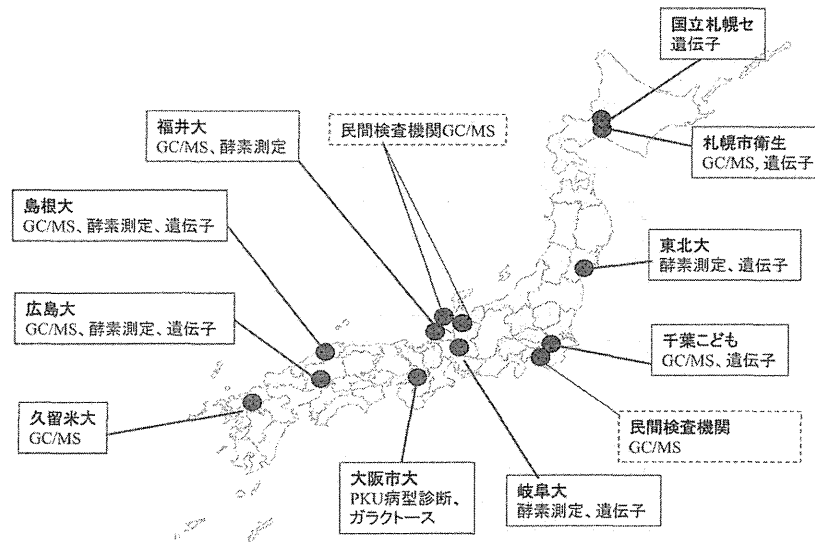 国立札幌セ
遺伝子
福井大
GC/MS、酵素測定
民間検査機関GC/MS
札幌市衛生
GC/MS, 遺伝子
島根大
GC/MS、酵素測定、遺伝子
東北大
酵素測定、遺伝子
広島大
GC/MS、酵素測定、遺伝子
千葉こども
GC/MS、遺伝子
久留米大
GC/MS
民間検査機関
GC/MS
大阪市大
PKU病型診断、
ガラクトース
岐阜大
酵素測定、遺伝子